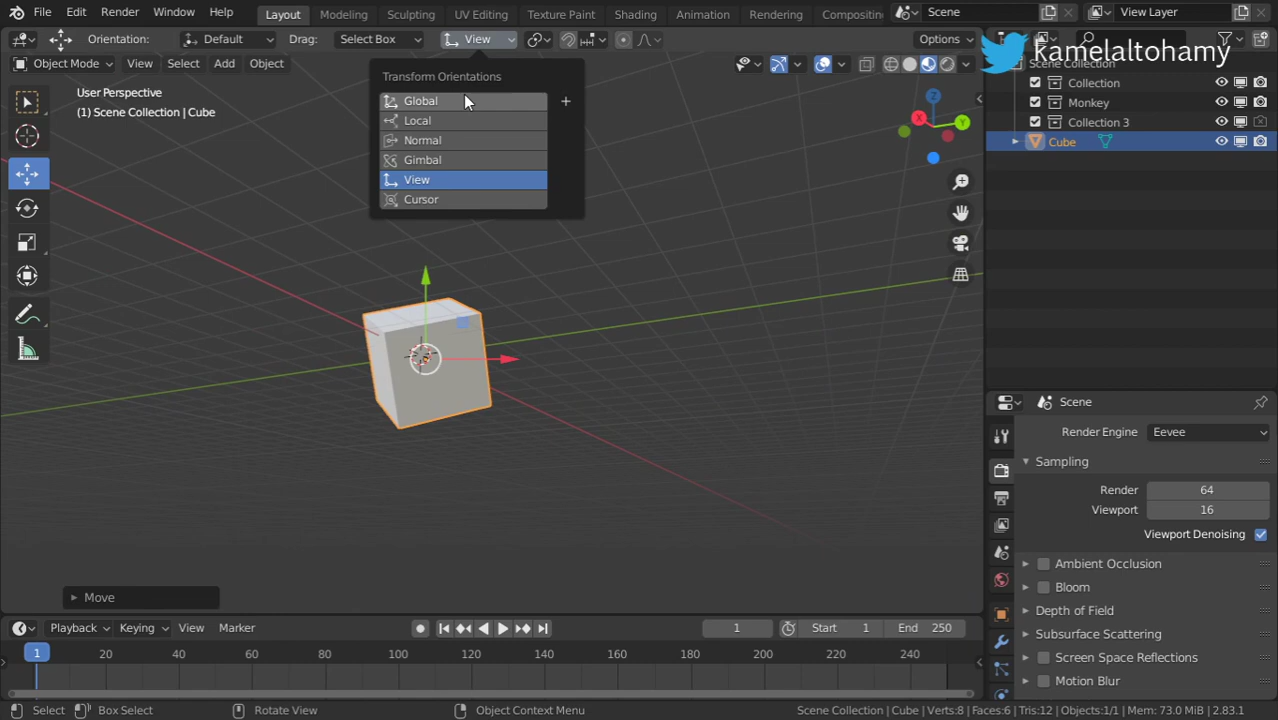 File Edit Render Window Help Layout Modeling Sculpting UV Editing Texture Paint Shading Animation Rendering Compositing Scene View Layer
Orientation: Default Drag: Select Box View Options
kamelaltohamy
Object Mode View Select Add Object
Scene Collection
User Perspective
(1) Scene Collection | Cube
Transform Orientations
Global
Local
Normal
Gimbal
View
Cursor
X
Y
Z
Collection
Monkey
Collection 3
Cube
Scene
Render Engine Eevee
Sampling
Render 64
Viewport 16
Viewport Denoising
Ambient Occlusion
Bloom
Depth of Field
Subsurface Scattering
Screen Space Reflections
Motion Blur
Move
Playback Keying View Marker 1 Start 1 End 250
1 20 40 60 80 100 120 140 160 180 200 220 240
Select Box Select Rotate View Object Context Menu Scene Collection | Cube | Verts:8 | Faces:6 | Tris:12 | Objects:1/1 | Mem: 73.0 MiB | 2.83.1